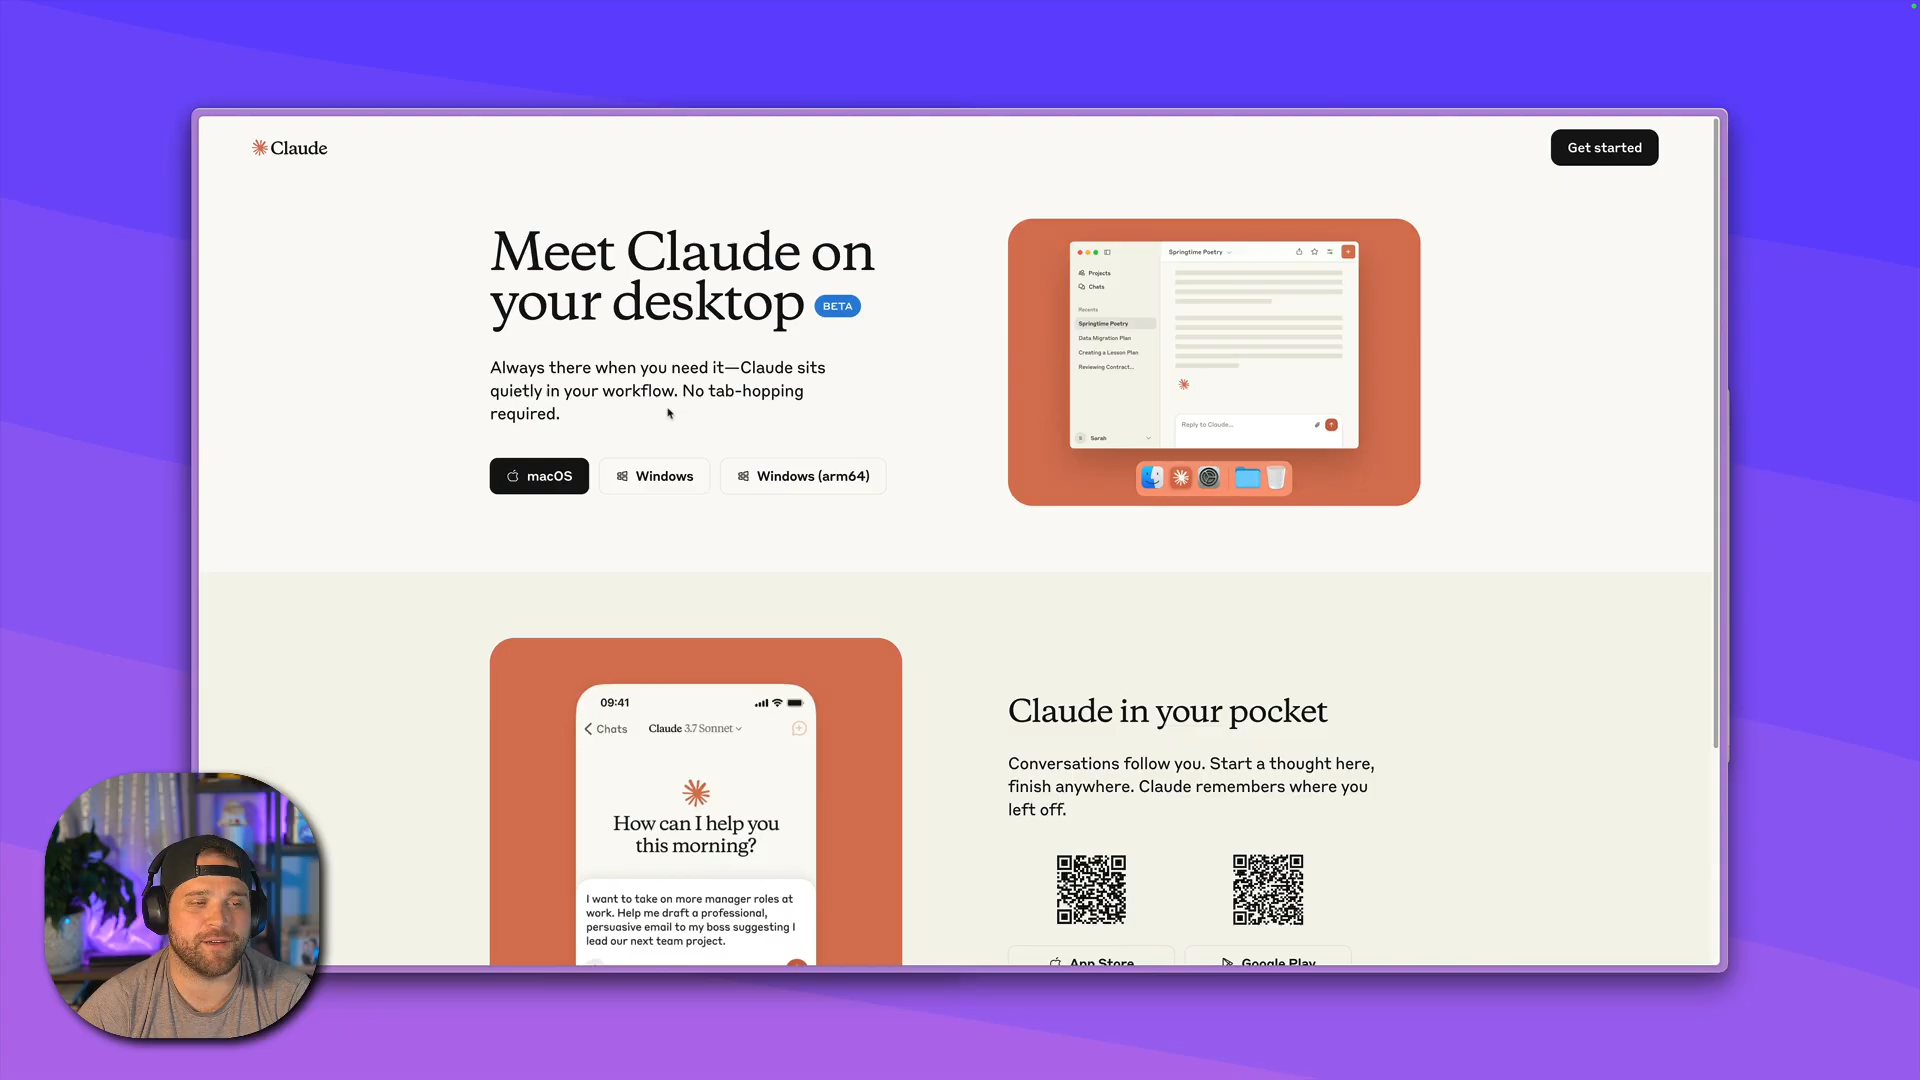 Claude
Get started
Meet Claude on
your desktop BETA
Always there when you need it—Claude sits
quietly in your workflow. No tab-hopping
required.
macOS
Windows
Windows (arm64)
Springtime Poetry
Projects
Chats
Recents
Springtime Poetry
Data Migration Plan
Creating a Lesson Plan
Reviewing Contract...
Reply to Claude...
S Sarah
09:41
Chats
Claude 3.7 Sonnet
How can I help you
this morning?
I want to take on more manager roles at
work. Help me draft a professional,
persuasive email to my boss suggesting I
lead our next team project.
Claude in your pocket
Conversations follow you. Start a thought here,
finish anywhere. Claude remembers where you
left off.
App Store
Google Play